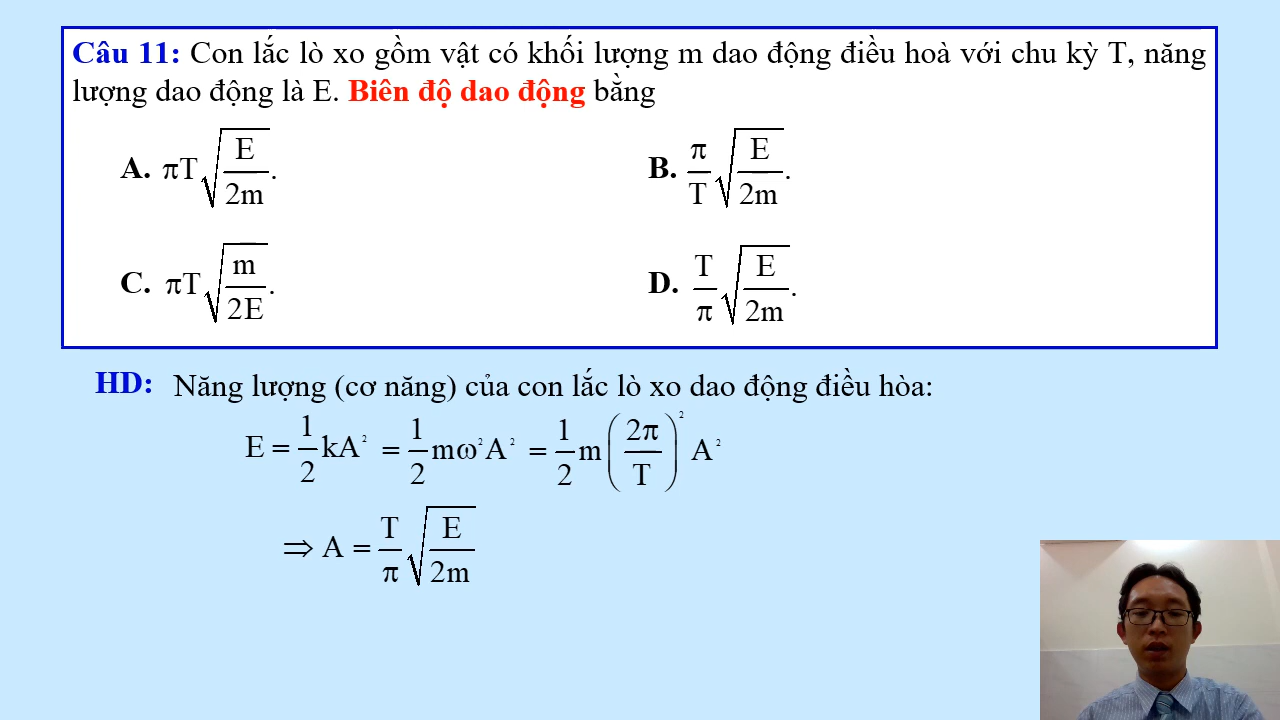 Câu 11: Con lắc lò xo gồm vật có khối lượng m dao động điều hoà với chu kỳ T, năng
lượng dao động là E. Biên độ dao động bằng
A. πT√(E/2m).
B. π/T √(E/2m).
C. πT√(m/2E).
D. T/π √(E/2m).
HD: Năng lượng (cơ năng) của con lắc lò xo dao động điều hòa:
E = 1/2 kA² = 1/2 mω²A² = 1/2 m(2π/T)² A²
⇒ A = T/π √(E/2m)